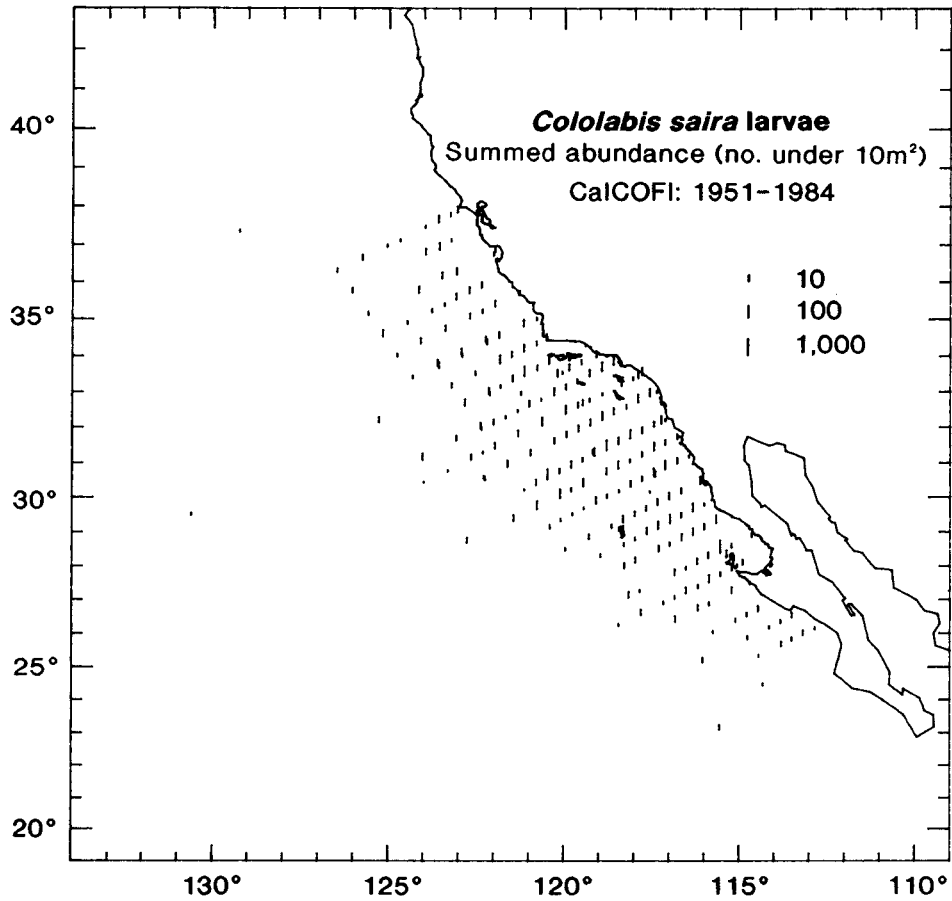 Cololabis saira larvae
Summed abundance (no. under 10m²)
CalCOFI: 1951-1984
10
100
1,000
40°
35°
30°
25°
20°
130° 125° 120° 115° 110°